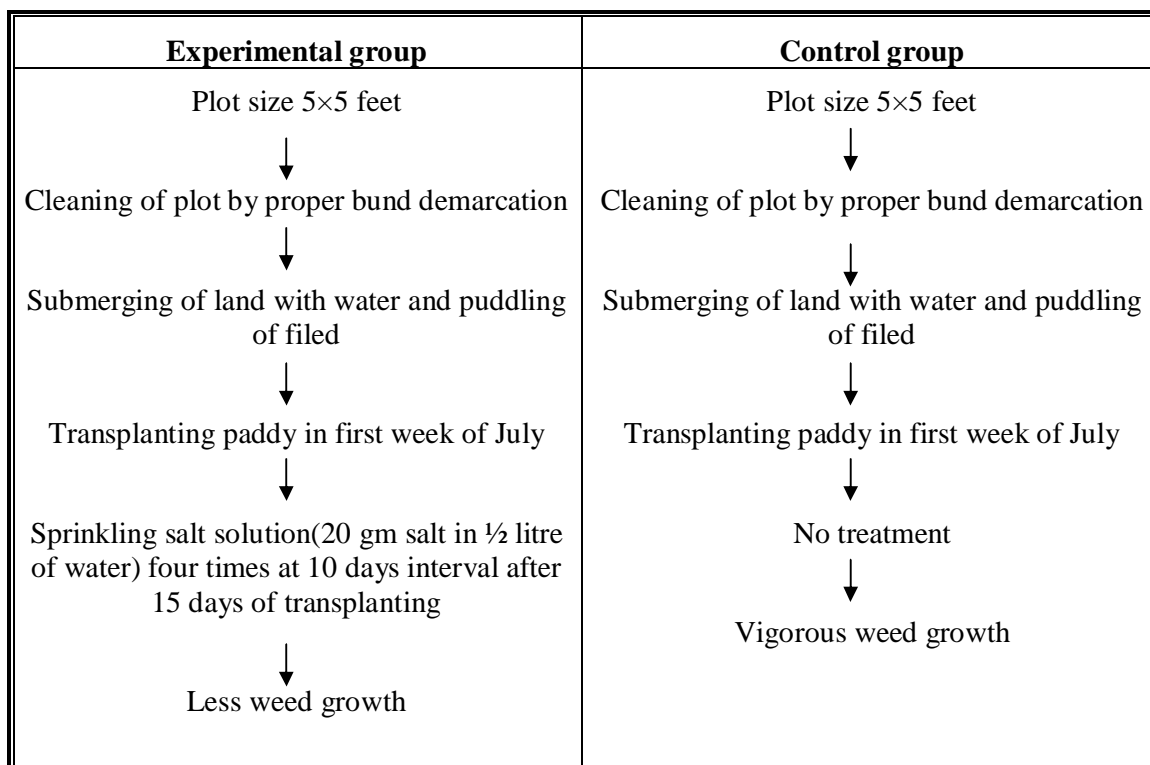 Experimental group
Plot size 5×5 feet
Cleaning of plot by proper bund demarcation
Submerging of land with water and puddling
of filed
Transplanting paddy in first week of July
Sprinkling salt solution(20 gm salt in ½ litre
of water) four times at 10 days interval after
15 days of transplanting
Less weed growth
Control group
Plot size 5×5 feet
Cleaning of plot by proper bund demarcation
Submerging of land with water and puddling
of filed
Transplanting paddy in first week of July
No treatment
Vigorous weed growth